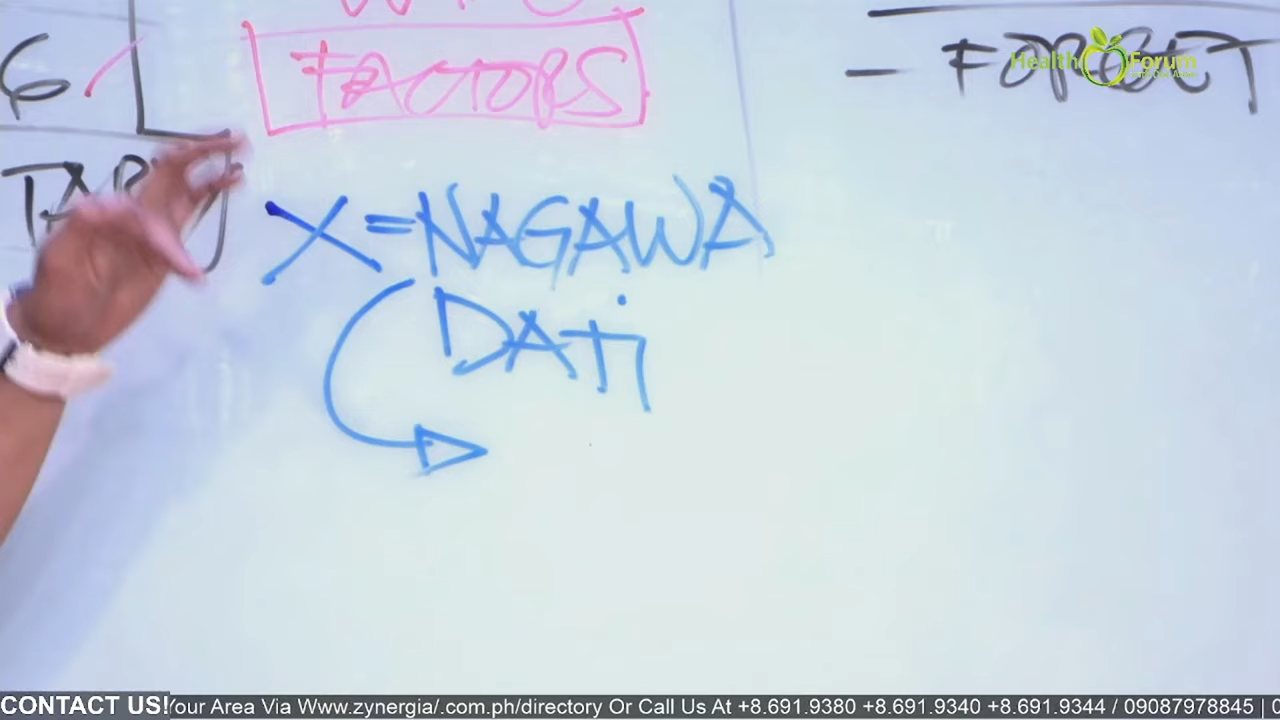 6
FACTORS
- FORGET
Health Forum
X = NAGAWA
DATI
CONTACT US!
Your Area Via Www.zynergia/.com.ph/directory Or Call Us At +8.691.9380 +8.691.9340 +8.691.9344 / 09087978845 |